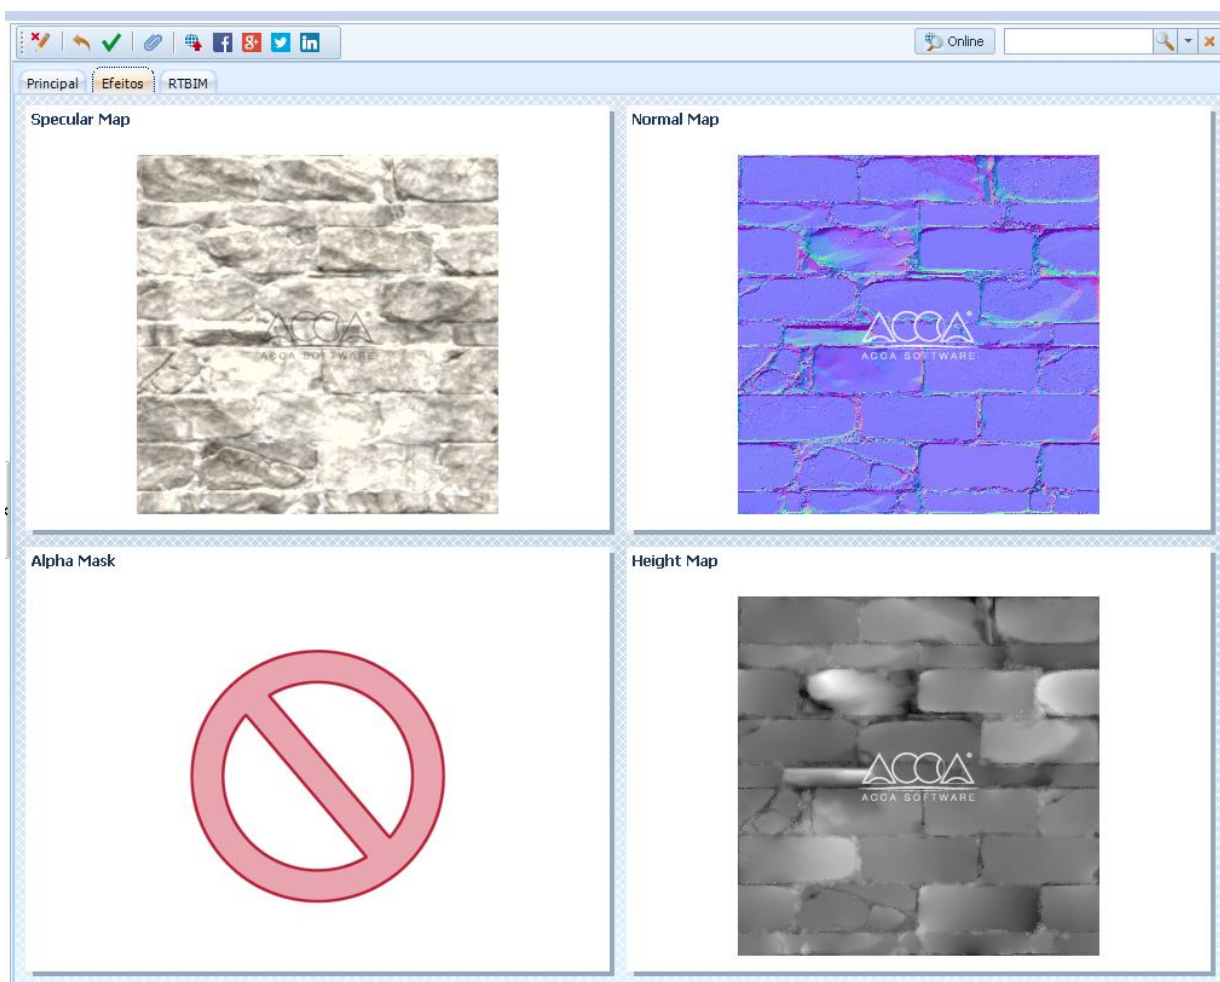 Online
Principal
Efeitos
RTBIM
Specular Map
Normal Map
ACCA®
ACCA SOFTWARE
ACCA®
ACCA SOFTWARE
Alpha Mask
Height Map
ACCA®
ACCA SOFTWARE